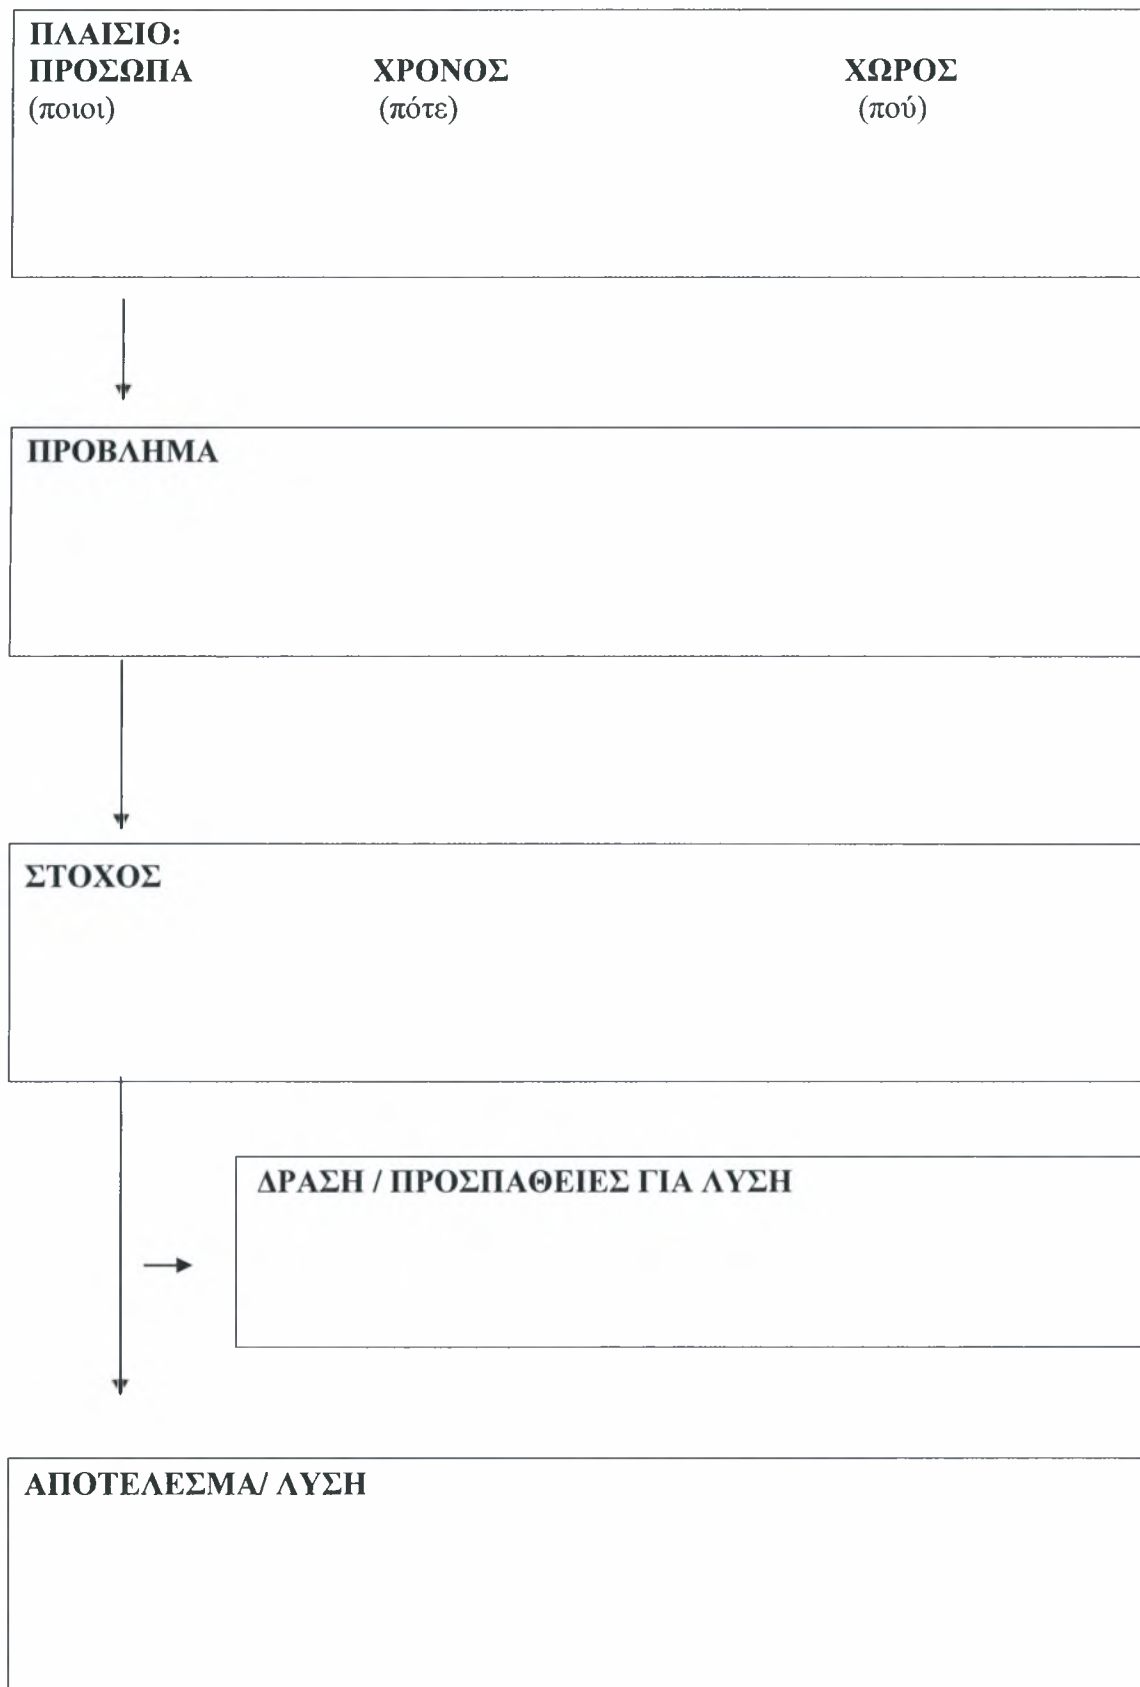 ΠΛΑΙΣΙΟ:
ΠΡΟΣΩΠΑ ΧΡΟΝΟΣ ΧΩΡΟΣ
(ποιοι) (πότε) (πού)
ΠΡΟΒΛΗΜΑ
ΣΤΟΧΟΣ
ΔΡΑΣΗ / ΠΡΟΣΠΑΘΕΙΕΣ ΓΙΑ ΛΥΣΗ
ΑΠΟΤΕΛΕΣΜΑ/ ΛΥΣΗ